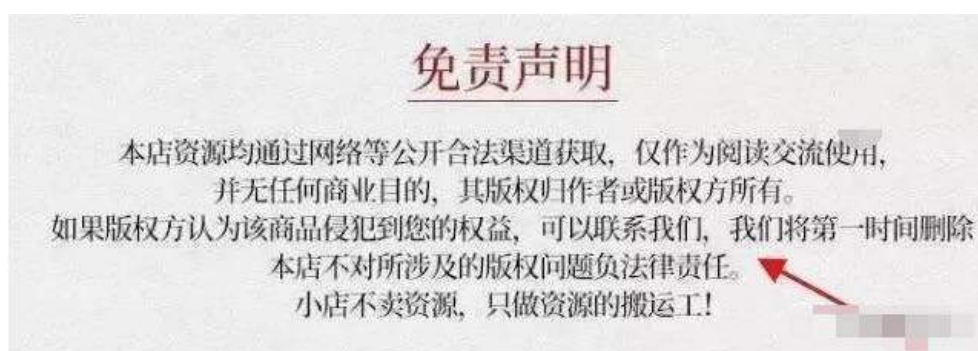 免责声明
本店资源均通过网络等公开合法渠道获取，仅作为阅读交流使用，
并无任何商业目的，其版权归作者或版权方所有。
如果版权方认为该商品侵犯到您的权益，可以联系我们，我们将第一时间删除
本店不对所涉及的版权问题负法律责任。
小店不卖资源，只做资源的搬运工！